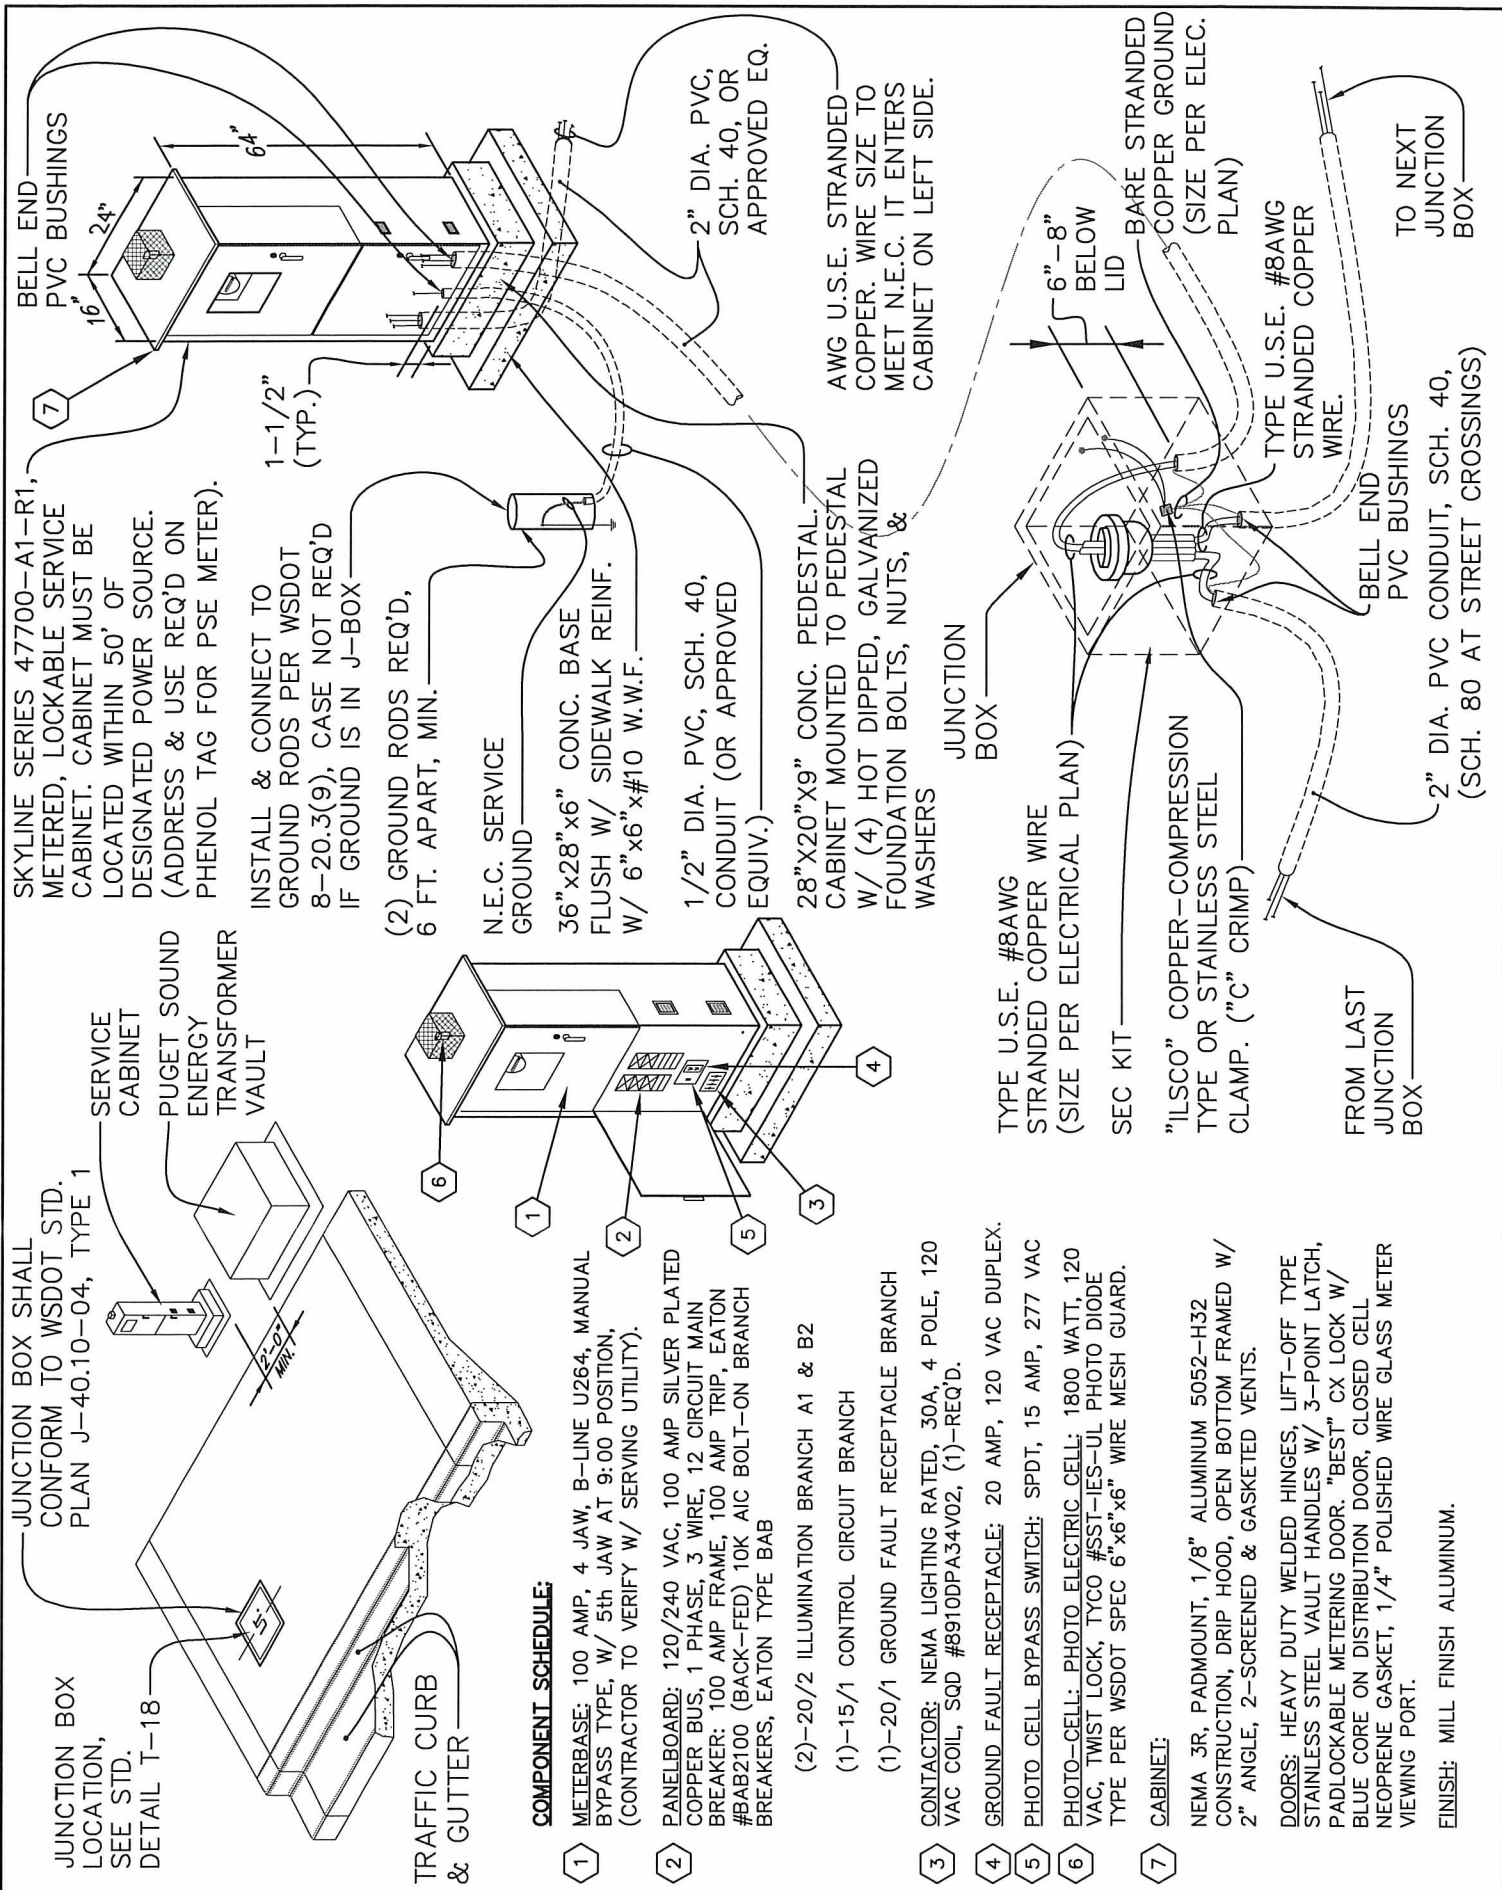 JUNCTION BOX
LOCATION,
SEE STD.
DETAIL T-18
JUNCTION BOX SHALL
CONFORM TO WSDOT STD.
PLAN J-40.10-04, TYPE 1
SERVICE
CABINET
PUGET SOUND
ENERGY
TRANSFORMER
VAULT
2'-0"
MIN.
5'
TRAFFIC CURB
& GUTTER
SKYLINE SERIES 47700-A1-R1,
METERED, LOCKABLE SERVICE
CABINET. CABINET MUST BE
LOCATED WITHIN 50' OF
DESIGNATED POWER SOURCE.
(ADDRESS & USE REQ'D ON
PHENOL TAG FOR PSE METER).
INSTALL & CONNECT TO
GROUND RODS PER WSDOT
8-20.3(9), CASE NOT REQ'D
IF GROUND IS IN J-BOX
(2) GROUND RODS REQ'D,
6 FT. APART, MIN.
N.E.C. SERVICE
GROUND
36"x28"x6" CONC. BASE
FLUSH W/ SIDEWALK REINF.
W/ 6"x6"x#10 W.W.F.
1/2" DIA. PVC, SCH. 40,
CONDUIT (OR APPROVED
EQUIV.)
28"X20"X9" CONC. PEDESTAL.
CABINET MOUNTED TO PEDESTAL
W/ (4) HOT DIPPED, GALVANIZED
FOUNDATION BOLTS, NUTS, &
WASHERS
7
1-1/2"
(TYP.)
BELL END
PVC BUSHINGS
16"
24"
64"
2" DIA. PVC,
SCH. 40, OR
APPROVED EQ.
AWG U.S.E. STRANDED
COPPER. WIRE SIZE TO
MEET N.E.C. IT ENTERS
CABINET ON LEFT SIDE.
COMPONENT SCHEDULE:
1
METERBASE: 100 AMP, 4 JAW, B-LINE U264, MANUAL
BYPASS TYPE, W/ 5th JAW AT 9:00 POSITION,
(CONTRACTOR TO VERIFY W/ SERVING UTILITY).
2
PANELBOARD: 120/240 VAC, 100 AMP SILVER PLATED
COPPER BUS, 1 PHASE, 3 WIRE, 12 CIRCUIT MAIN
BREAKER: 100 AMP FRAME, 100 AMP TRIP, EATON
#BAB2100 (BACK-FED) 10K AIC BOLT-ON BRANCH
BREAKERS, EATON TYPE BAB
(2)-20/2 ILLUMINATION BRANCH A1 & B2
(1)-15/1 CONTROL CIRCUIT BRANCH
(1)-20/1 GROUND FAULT RECEPTACLE BRANCH
3
CONTACTOR: NEMA LIGHTING RATED, 30A, 4 POLE, 120
VAC COIL, SQD #8910DPA34V02, (1)-REQ'D.
4
GROUND FAULT RECEPTACLE: 20 AMP, 120 VAC DUPLEX.
5
PHOTO CELL BYPASS SWITCH: SPDT, 15 AMP, 277 VAC
6
PHOTO-CELL: PHOTO ELECTRIC CELL: 1800 WATT, 120
VAC, TWIST LOCK, TYCO #SST-IES-UL PHOTO DIODE
TYPE PER WSDOT SPEC 6"x6"x6" WIRE MESH GUARD.
7
CABINET:
NEMA 3R, PADMOUNT, 1/8" ALUMINUM 5052-H32
CONSTRUCTION, DRIP HOOD, OPEN BOTTOM FRAMED W/
2" ANGLE, 2-SCREENED & GASKETED VENTS.
DOORS: HEAVY DUTY WELDED HINGES, LIFT-OFF TYPE
STAINLESS STEEL VAULT HANDLES W/ 3-POINT LATCH,
PADLOCKABLE METERING DOOR. "BEST" CX LOCK W/
BLUE CORE ON DISTRIBUTION DOOR, CLOSED CELL
NEOPRENE GASKET, 1/4" POLISHED WIRE GLASS METER
VIEWING PORT.
FINISH: MILL FINISH ALUMINUM.
6
1
2
5
3
4
JUNCTION
BOX
TYPE U.S.E. #8AWG
STRANDED COPPER WIRE
(SIZE PER ELECTRICAL PLAN)
SEC KIT
"ILSCO" COPPER-COMPRESSION
TYPE OR STAINLESS STEEL
CLAMP. ("C" CRIMP)
FROM LAST
JUNCTION
BOX
6"-8"
BELOW
LID
BARE STRANDED
COPPER GROUND
(SIZE PER ELEC.
PLAN)
TYPE U.S.E. #8AWG
STRANDED COPPER
WIRE.
TO NEXT
JUNCTION
BOX
BELL END
PVC BUSHINGS
2" DIA. PVC CONDUIT, SCH. 40,
(SCH. 80 AT STREET CROSSINGS)